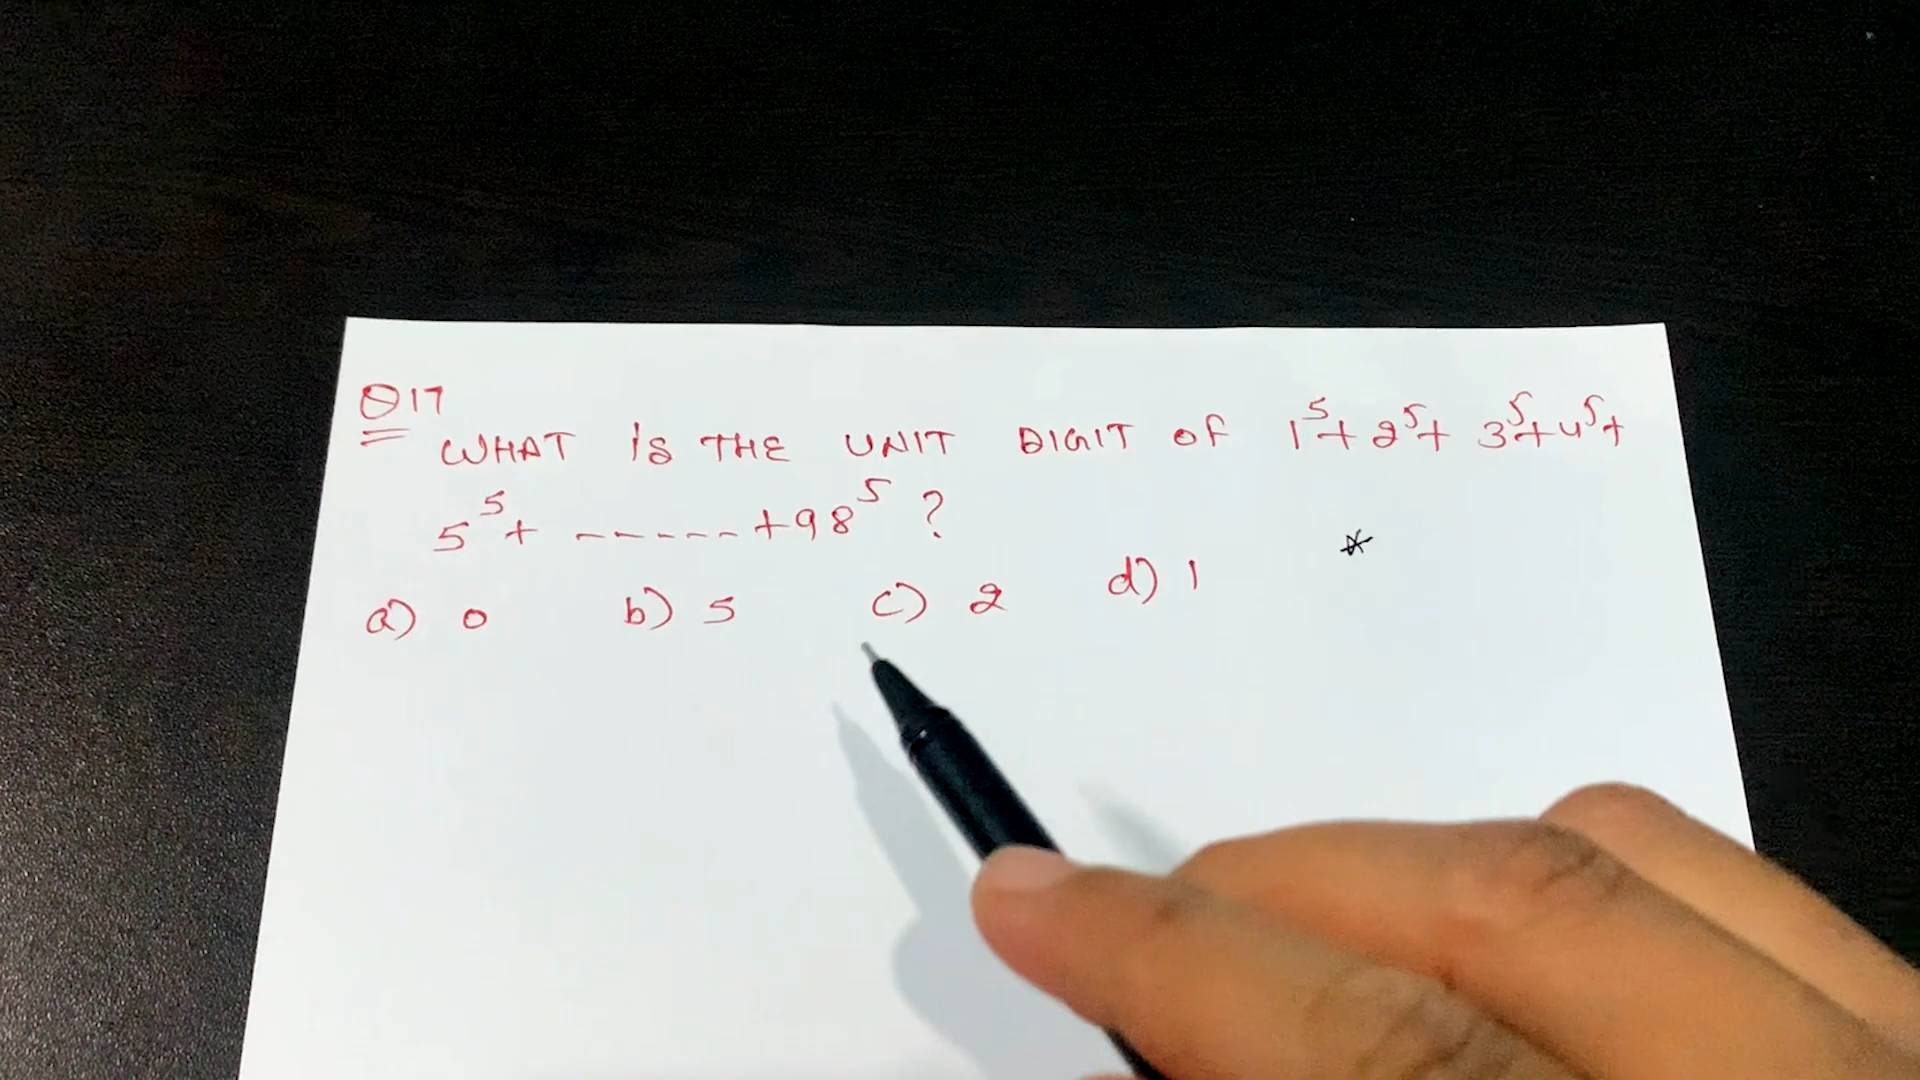 Q17
WHAT IS THE UNIT DIGIT OF 1⁵+ 2⁵+ 3⁵+4⁵+
5⁵+ ------+98⁵ ?
a) 0 b) 5 c) 2 d) 1